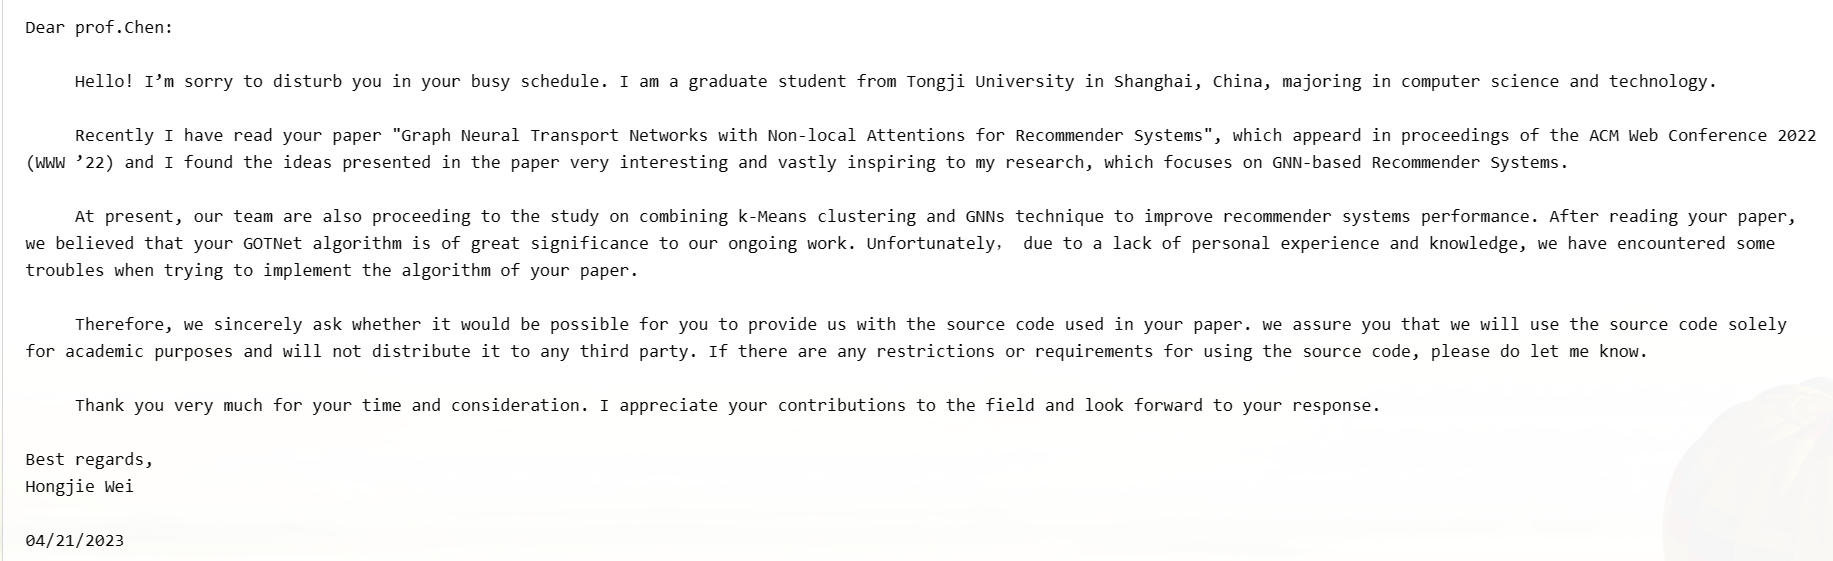 Dear prof.Chen:
Hello! I’m sorry to disturb you in your busy schedule. I am a graduate student from Tongji University in Shanghai, China, majoring in computer science and technology.
Recently I have read your paper "Graph Neural Transport Networks with Non-local Attentions for Recommender Systems", which appeard in proceedings of the ACM Web Conference 2022
(WWW ’22) and I found the ideas presented in the paper very interesting and vastly inspiring to my research, which focuses on GNN-based Recommender Systems.
At present, our team are also proceeding to the study on combining k-Means clustering and GNNs technique to improve recommender systems performance. After reading your paper,
we believed that your GOTNet algorithm is of great significance to our ongoing work. Unfortunately， due to a lack of personal experience and knowledge, we have encountered some
troubles when trying to implement the algorithm of your paper.
Therefore, we sincerely ask whether it would be possible for you to provide us with the source code used in your paper. we assure you that we will use the source code solely
for academic purposes and will not distribute it to any third party. If there are any restrictions or requirements for using the source code, please do let me know.
Thank you very much for your time and consideration. I appreciate your contributions to the field and look forward to your response.
Best regards,
Hongjie Wei
04/21/2023